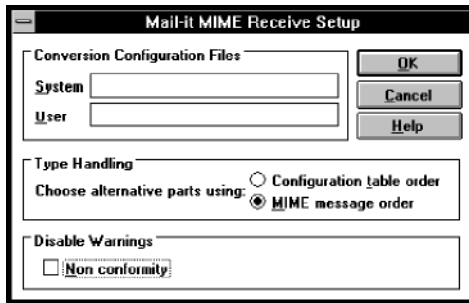 Mail-it MIME Receive Setup
Conversion Configuration Files
System
User
OK
Cancel
Help
Type Handling
Choose alternative parts using:
Configuration table order
MIME message order
Disable Warnings
Non conformity